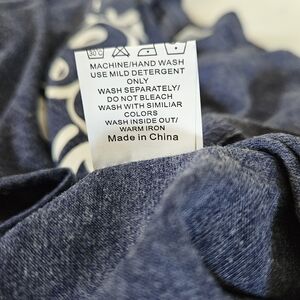 30°C
MACHINE/HAND WASH
USE MILD DETERGENT
ONLY
WASH SEPARATELY/
DO NOT BLEACH
WASH WITH SIMILIAR
COLORS
WASH INSIDE OUT/
WARM IRON
Made in China